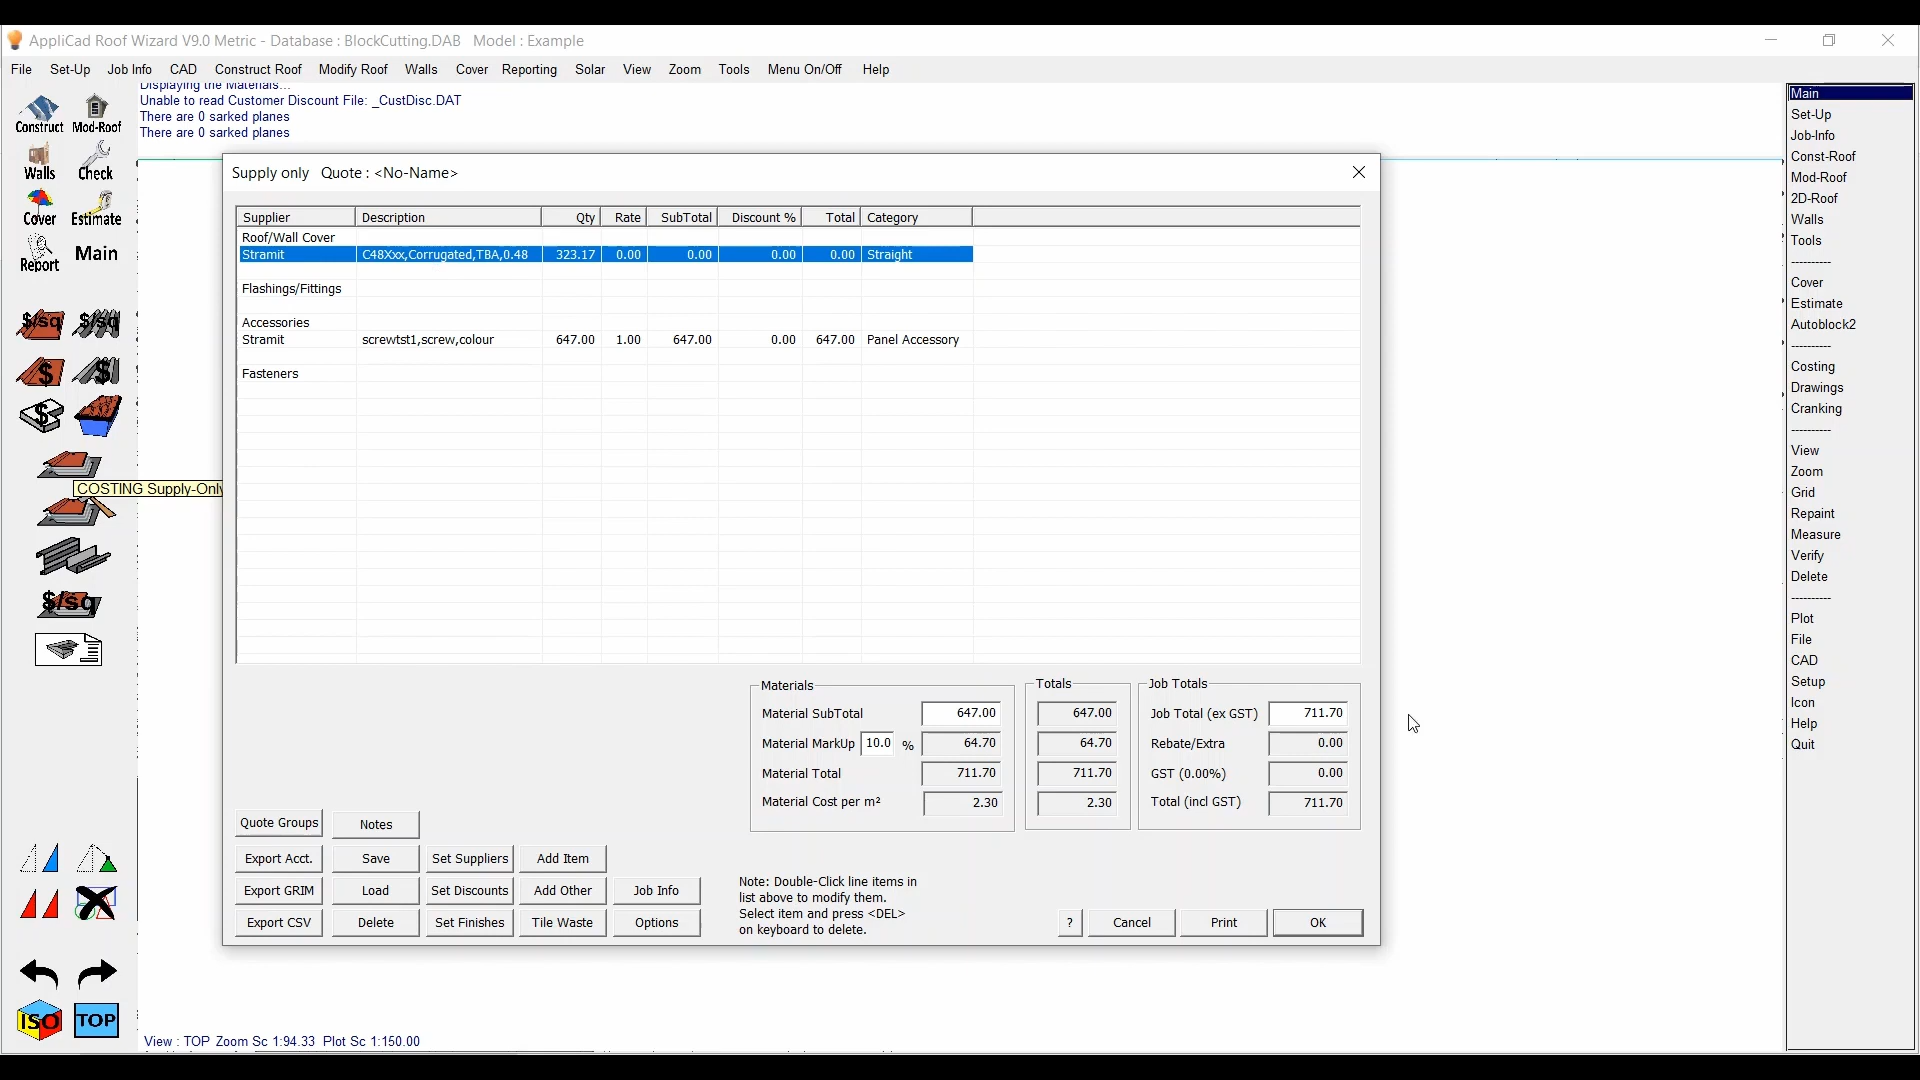 AppliCad Roof Wizard V9.0 Metric - Database : BlockCutting.DAB   Model : Example
File Set-Up Job Info CAD Construct Roof Modify Roof Walls Cover Reporting Solar View Zoom Tools Menu On/Off Help
Displaying the Materials...
Unable to read Customer Discount File: _CustDisc.DAT
There are 0 sarked planes
There are 0 sarked planes
Construct Mod-Roof
Walls Check
Cover Estimate
Report Main
$/sq $/sq
$ $
$
COSTING Supply-Only
$/sq
ISO TOP
Supply only   Quote : <No-Name>
Supplier Description Qty Rate SubTotal Discount % Total Category
Roof/Wall Cover
Stramit C48Xxx,Corrugated,TBA,0.48 323.17 0.00 0.00 0.00 0.00 Straight
Flashings/Fittings
Accessories
Stramit screwtst1,screw,colour 647.00 1.00 647.00 0.00 647.00 Panel Accessory
Fasteners
Materials
Material SubTotal 647.00
Material MarkUp 10.0 % 64.70
Material Total 711.70
Material Cost per m² 2.30
Totals
647.00
64.70
711.70
2.30
Job Totals
Job Total (ex GST) 711.70
Rebate/Extra 0.00
GST (0.00%) 0.00
Total (incl GST) 711.70
Quote Groups Notes
Export Acct. Save Set Suppliers Add Item
Export GRIM Load Set Discounts Add Other Job Info
Export CSV Delete Set Finishes Tile Waste Options
Note: Double-Click line items in
list above to modify them.
Select item and press <DEL>
on keyboard to delete.
? Cancel Print OK
Main
Set-Up
Job-Info
Const-Roof
Mod-Roof
2D-Roof
Walls
Tools
----------
Cover
Estimate
Autoblock2
----------
Costing
Drawings
Cranking
----------
View
Zoom
Grid
Repaint
Measure
Verify
Delete
----------
Plot
File
CAD
Setup
Icon
Help
Quit
View : TOP Zoom Sc 1:94.33 Plot Sc 1:150.00